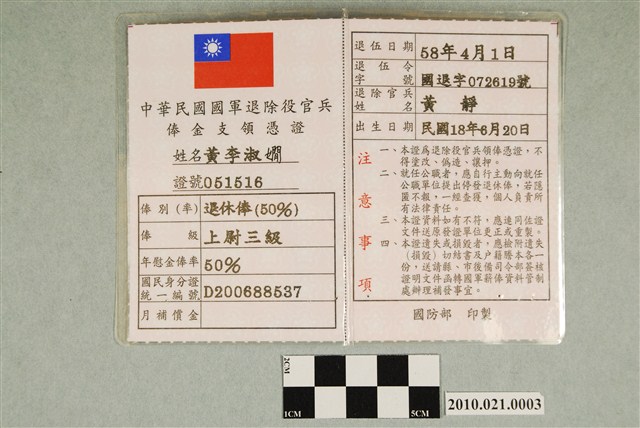 中華民國國軍退除役官兵
俸金支領憑證
姓名黃李淑嫺
證號051516
俸別(率) 退休俸(50%)
俸級 上尉三級
年慰金俸率 50%
國民身分證統一編號 D200688537
月補償金
退伍日期 58年4月1日
退伍令字號 國退字072619號
退除官兵姓名 黃靜
出生日期 民國18年6月20日
注意事項
一、本證爲退除役官兵領俸憑證，不
得塗改、偽造、讓押。
二、就任公職者，應自行主動向就任
公職單位提出停發退休俸，若隱
匿不報，一經查獲，個人負責所
有法律責任。
三、本證資料如有不符，應連同佐證
文件送原發證單位更正或重製。
四、本證遺失或損毀者，應檢附遺失
(損毀)切結書及戶籍謄本各一
份，送請縣、市後備司令部簽核
證明文件函轉國軍薪俸資料管制
處辦理補發事宜。
國防部 印製
2CM
1CM
5CM
2010.021.0003